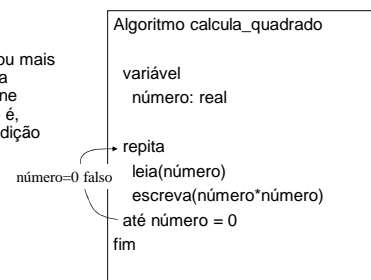 ou mais
a
ne
é,
dição
número=0 falso
Algoritmo calcula_quadrado
variável
número: real
repita
leia(número)
escreva(número*número)
até número = 0
fim